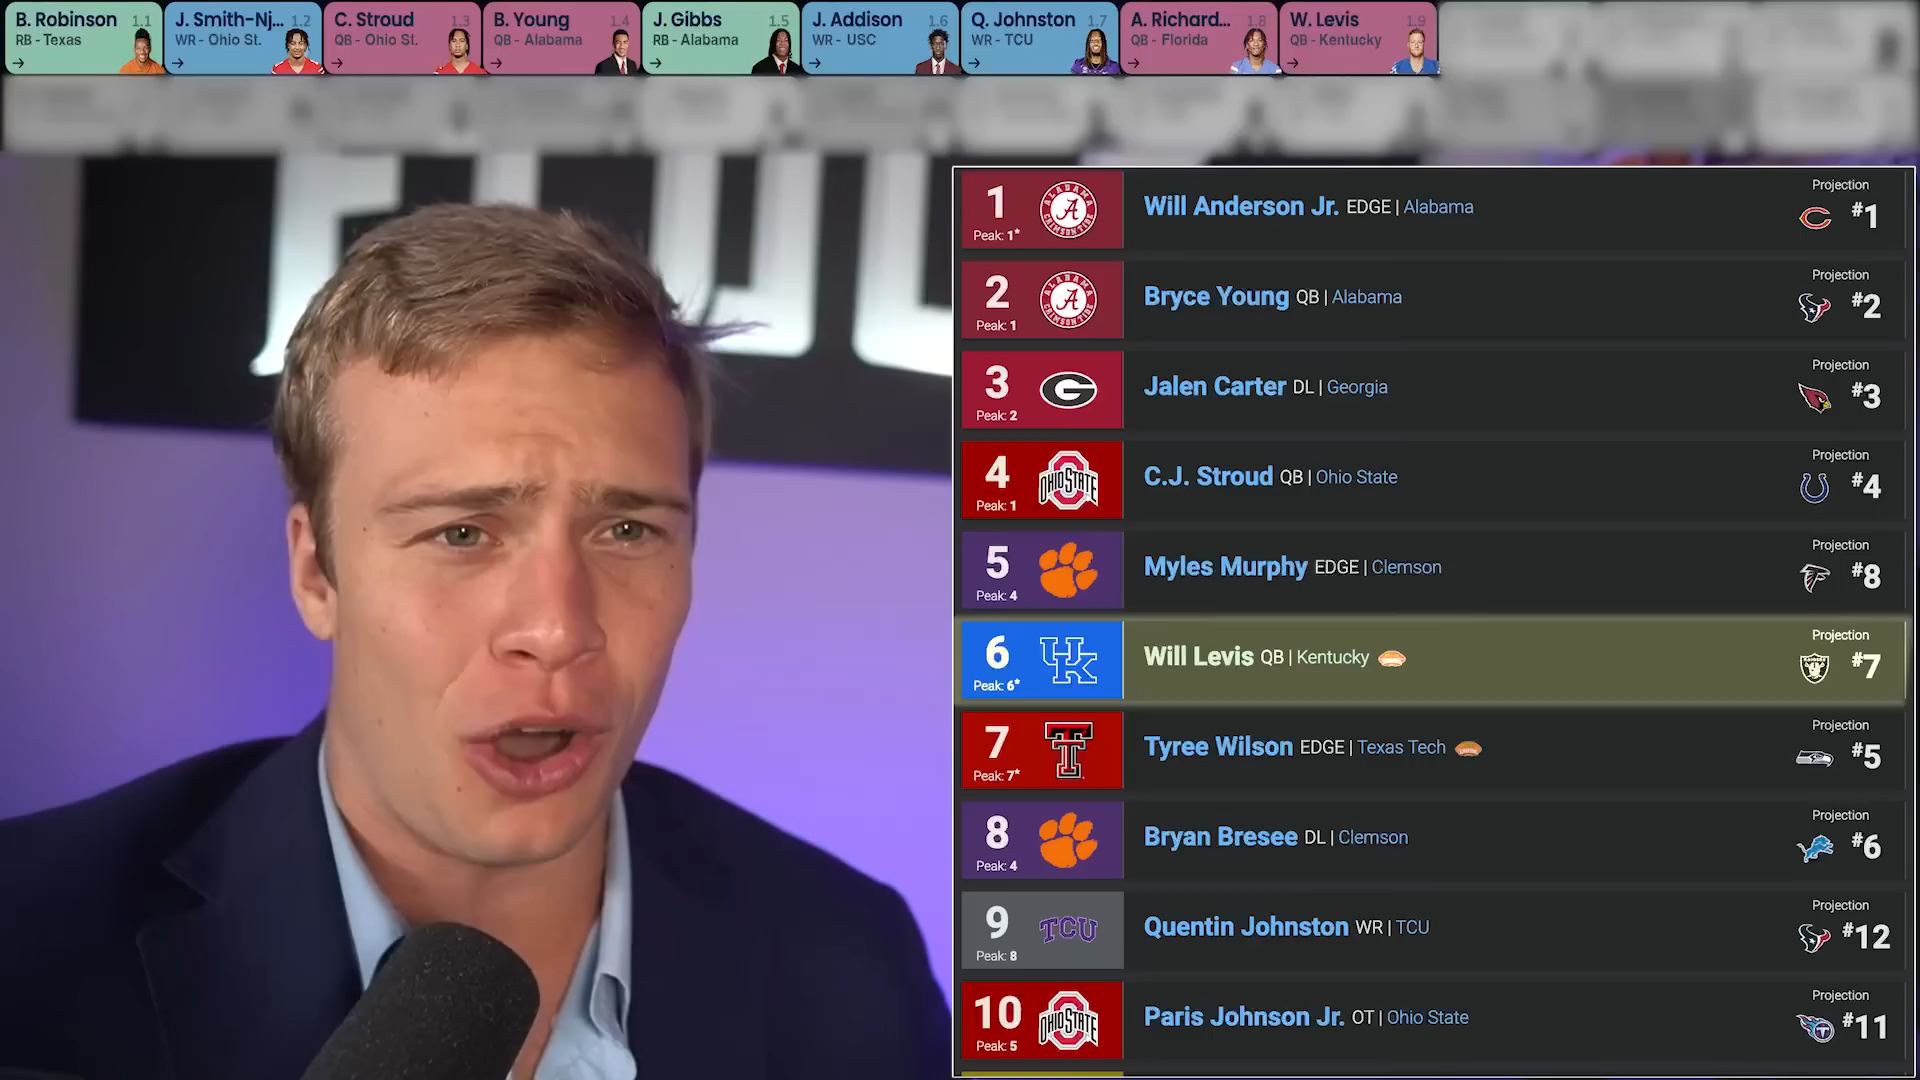 B. Robinson 1.1
RB - Texas
J. Smith-Nj... 1.2
WR - Ohio St.
C. Stroud 1.3
QB - Ohio St.
B. Young 1.4
QB - Alabama
J. Gibbs 1.5
RB - Alabama
J. Addison 1.6
WR - USC
Q. Johnston 1.7
WR - TCU
A. Richard... 1.8
QB - Florida
W. Levis 1.9
QB - Kentucky
1 Will Anderson Jr. EDGE | Alabama
Peak: 1*
Projection
#1
2 Bryce Young QB | Alabama
Peak: 1
Projection
#2
3 Jalen Carter DL | Georgia
Peak: 2
Projection
#3
4 OHIO STATE C.J. Stroud QB | Ohio State
Peak: 1
Projection
#4
5 Myles Murphy EDGE | Clemson
Peak: 4
Projection
#8
6 UK Will Levis QB | Kentucky
Peak: 6*
Projection
#7
7 Tyree Wilson EDGE | Texas Tech
Peak: 7*
Projection
#5
8 Bryan Bresee DL | Clemson
Peak: 4
Projection
#6
9 TCU Quentin Johnston WR | TCU
Peak: 8
Projection
#12
10 OHIO STATE Paris Johnson Jr. OT | Ohio State
Peak: 5
Projection
#11